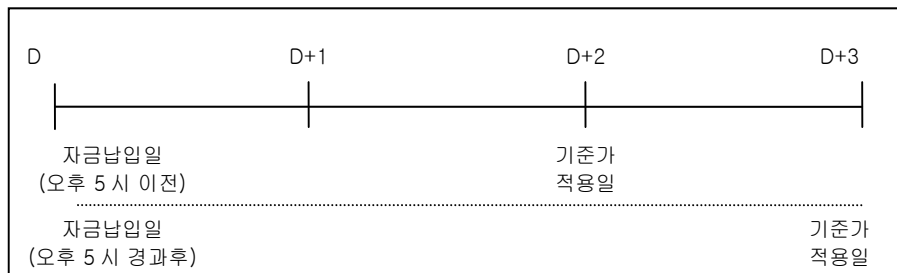 D D+1 D+2 D+3
자금납입일 기준가
(오후 5 시 이전) 적용일
자금납입일 기준가
(오후 5 시 경과후) 적용일